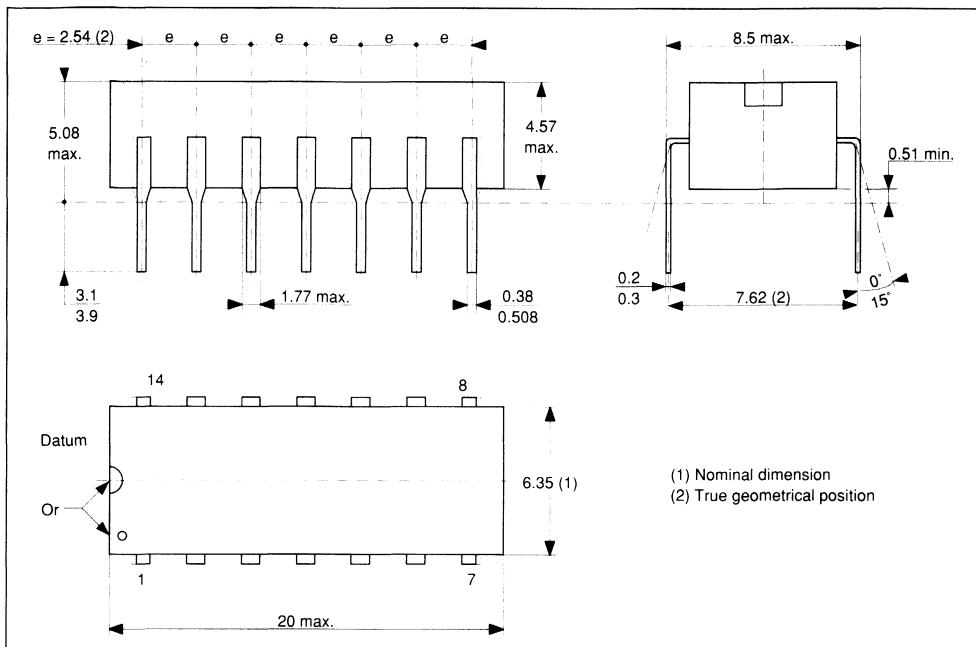 e = 2.54 (2) e e e e e e
8.5 max.
5.08
max.
4.57
max.
0.51 min.
3.1
3.9
1.77 max.
0.38
0.508
0.2
0.3
7.62 (2)
0°
15°
14
8
Datum
Or
6.35 (1)
(1) Nominal dimension
(2) True geometrical position
1
7
20 max.